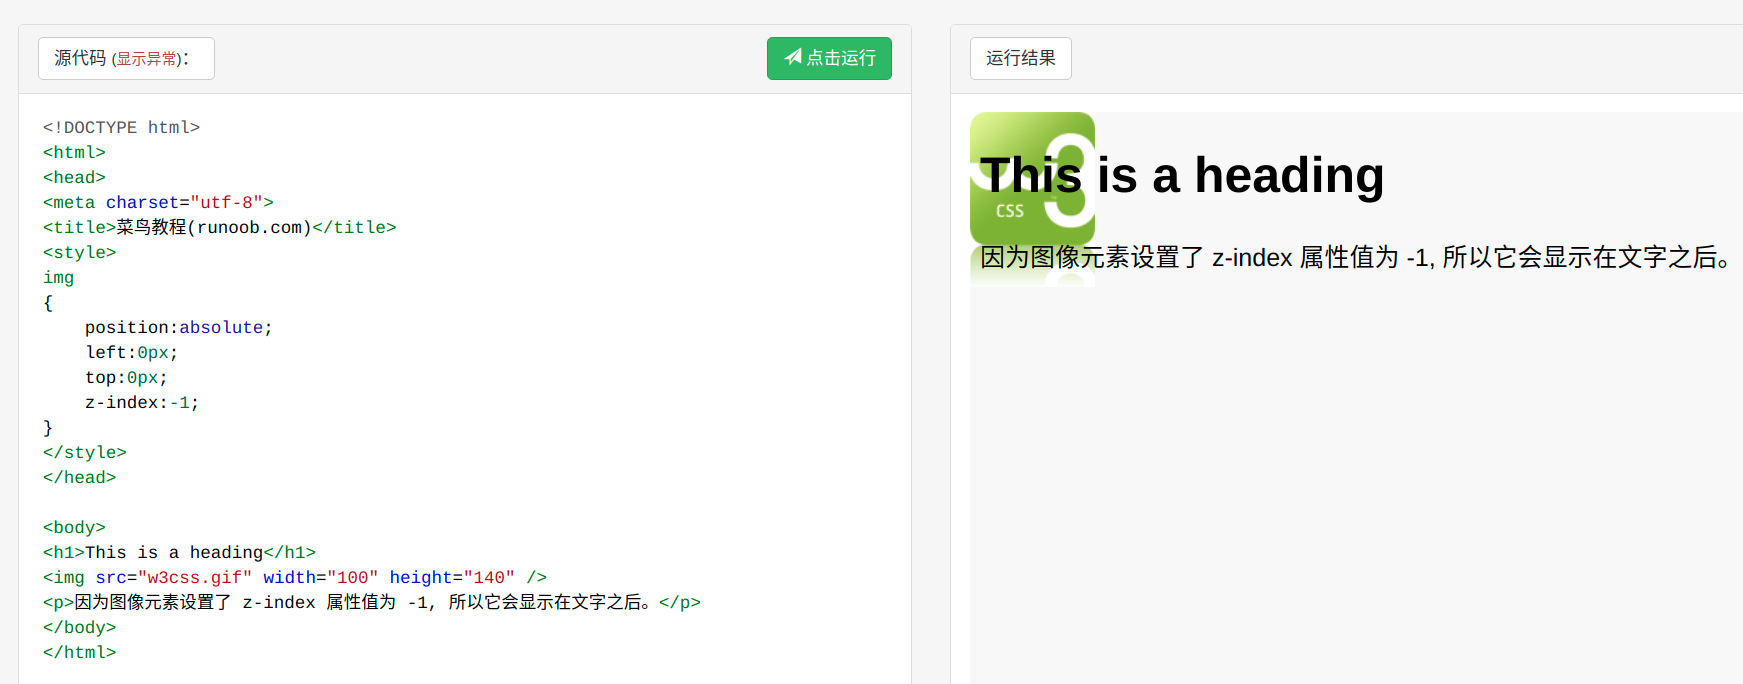 源代码 (显示异常)：
点击运行
<!DOCTYPE html>
<html>
<head>
<meta charset="utf-8">
<title>菜鸟教程(runoob.com)</title>
<style>
img
{
    position:absolute;
    left:0px;
    top:0px;
    z-index:-1;
}
</style>
</head>
<body>
<h1>This is a heading</h1>
<img src="w3css.gif" width="100" height="140" />
<p>因为图像元素设置了 z-index 属性值为 -1, 所以它会显示在文字之后。</p>
</body>
</html>
运行结果
This is a heading
3
CSS
因为图像元素设置了 z-index 属性值为 -1, 所以它会显示在文字之后。